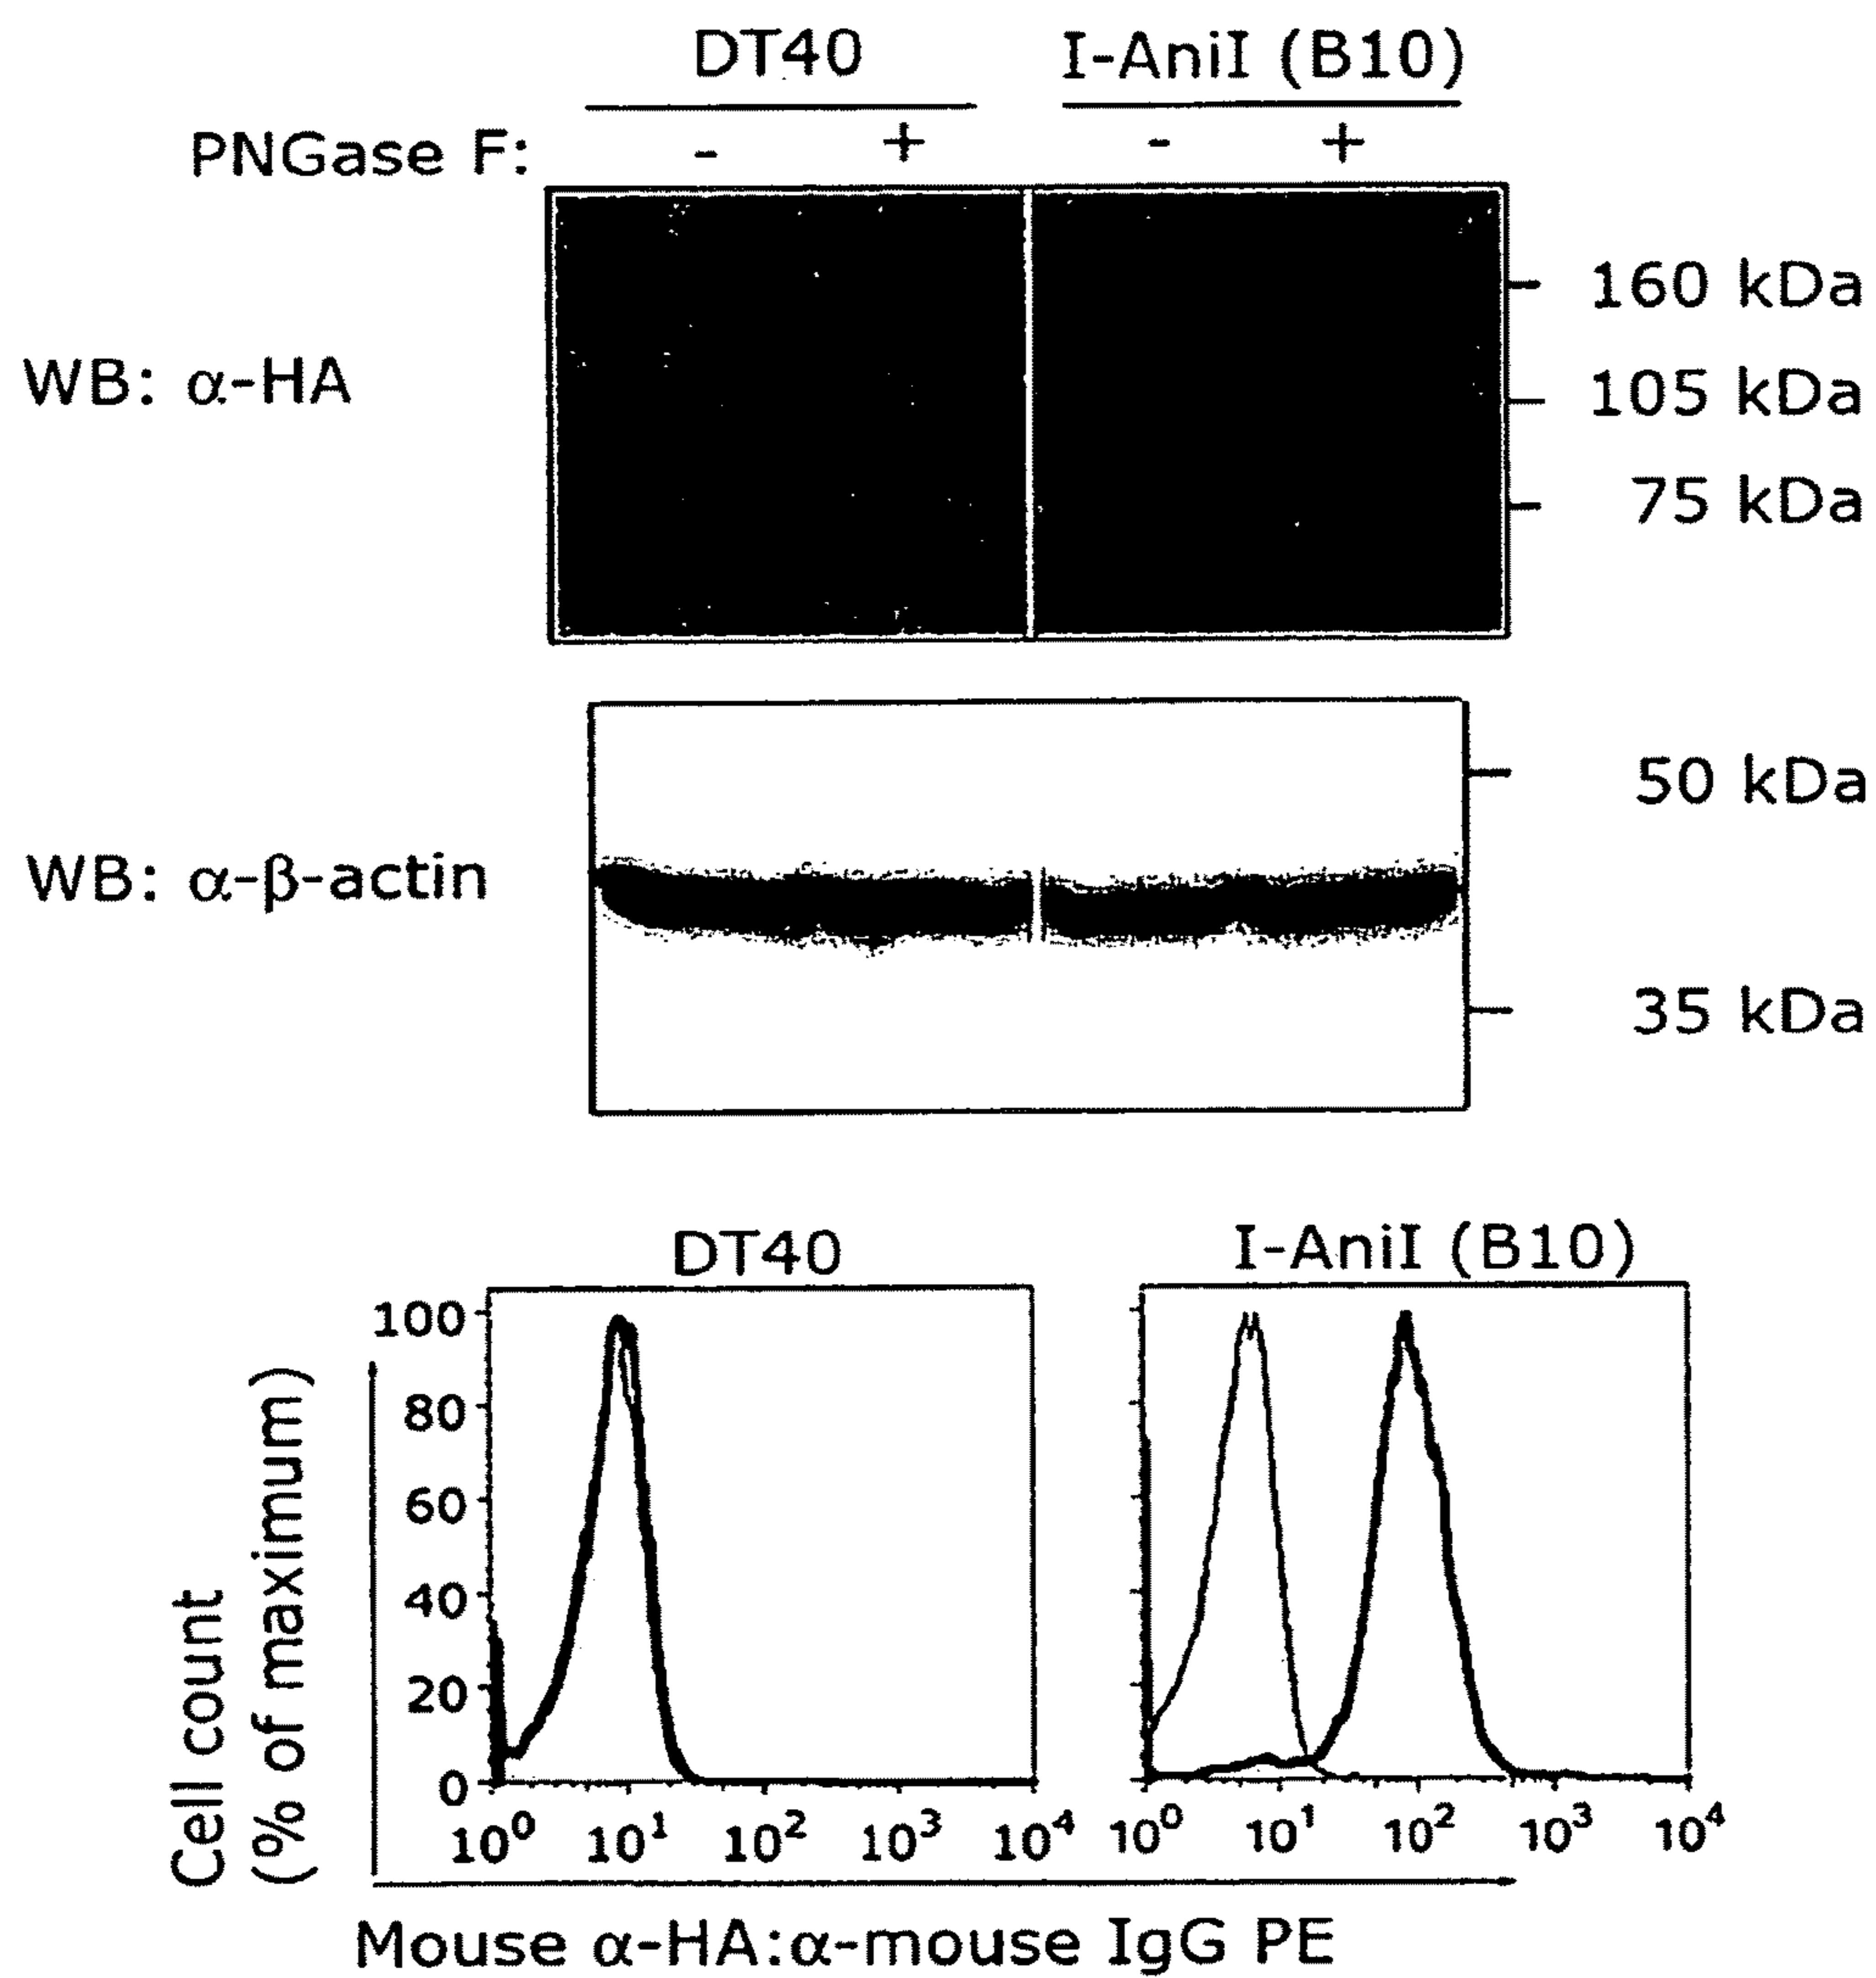 DT40 I-AniI (B10)
PNGase F: - + - +
160 kDa
WB: α-HA 105 kDa
75 kDa
50 kDa
WB: α-β-actin
35 kDa
DT40 I-AniI (B10)
100
80
60
40
20
0
10⁰ 10¹ 10² 10³ 10⁴ 10⁰ 10¹ 10² 10³ 10⁴
Cell count
(% of maximum)
Mouse α-HA:α-mouse IgG PE